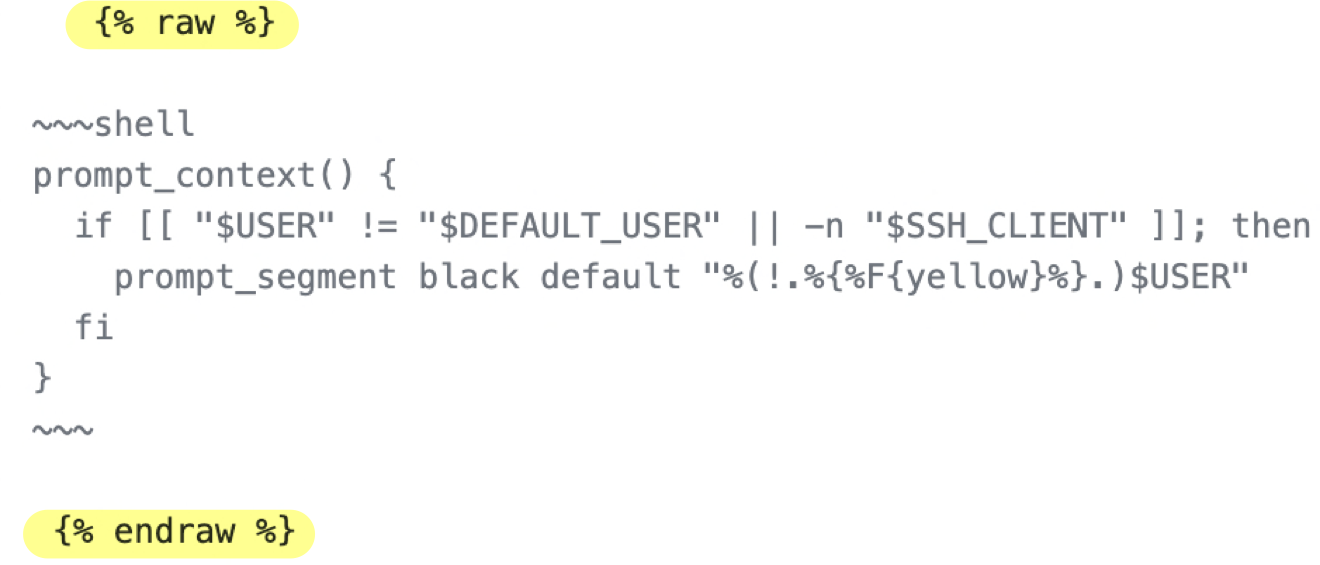 {% raw %}
~~~shell
prompt_context() {
  if [[ "$USER" != "$DEFAULT_USER" || -n "$SSH_CLIENT" ]]; then
    prompt_segment black default "%(!.%{%F{yellow}%}.)$USER"
  fi
}
~~~
{% endraw %}